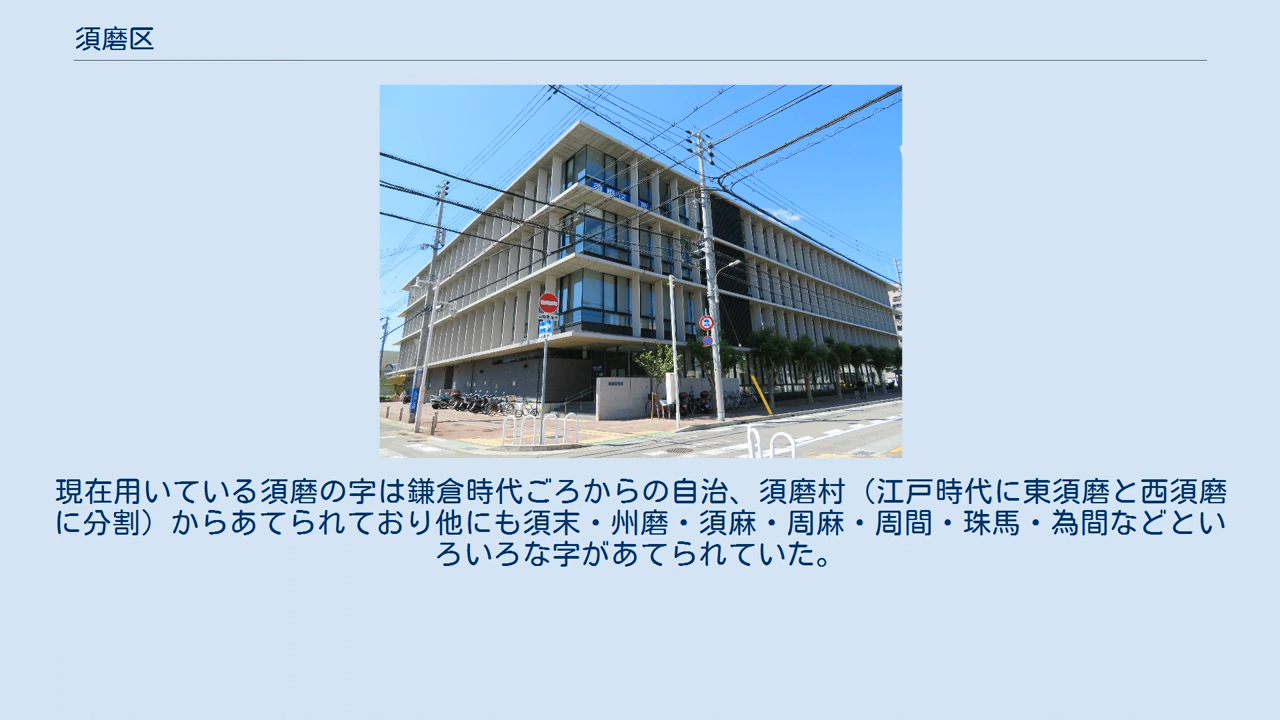 須磨区
現在用いている須磨の字は鎌倉時代ごろからの自治、須磨村（江戸時代に東須磨と西須磨
に分割）からあてられており他にも須末・州磨・須麻・周麻・周間・珠馬・為間などとい
ろいろな字があてられていた。